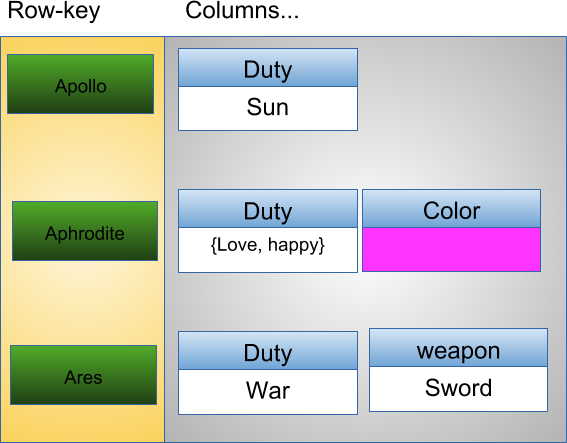 Row-key
Columns...
Apollo
Duty
Sun
Aphrodite
Duty
{Love, happy}
Color
Ares
Duty
War
weapon
Sword